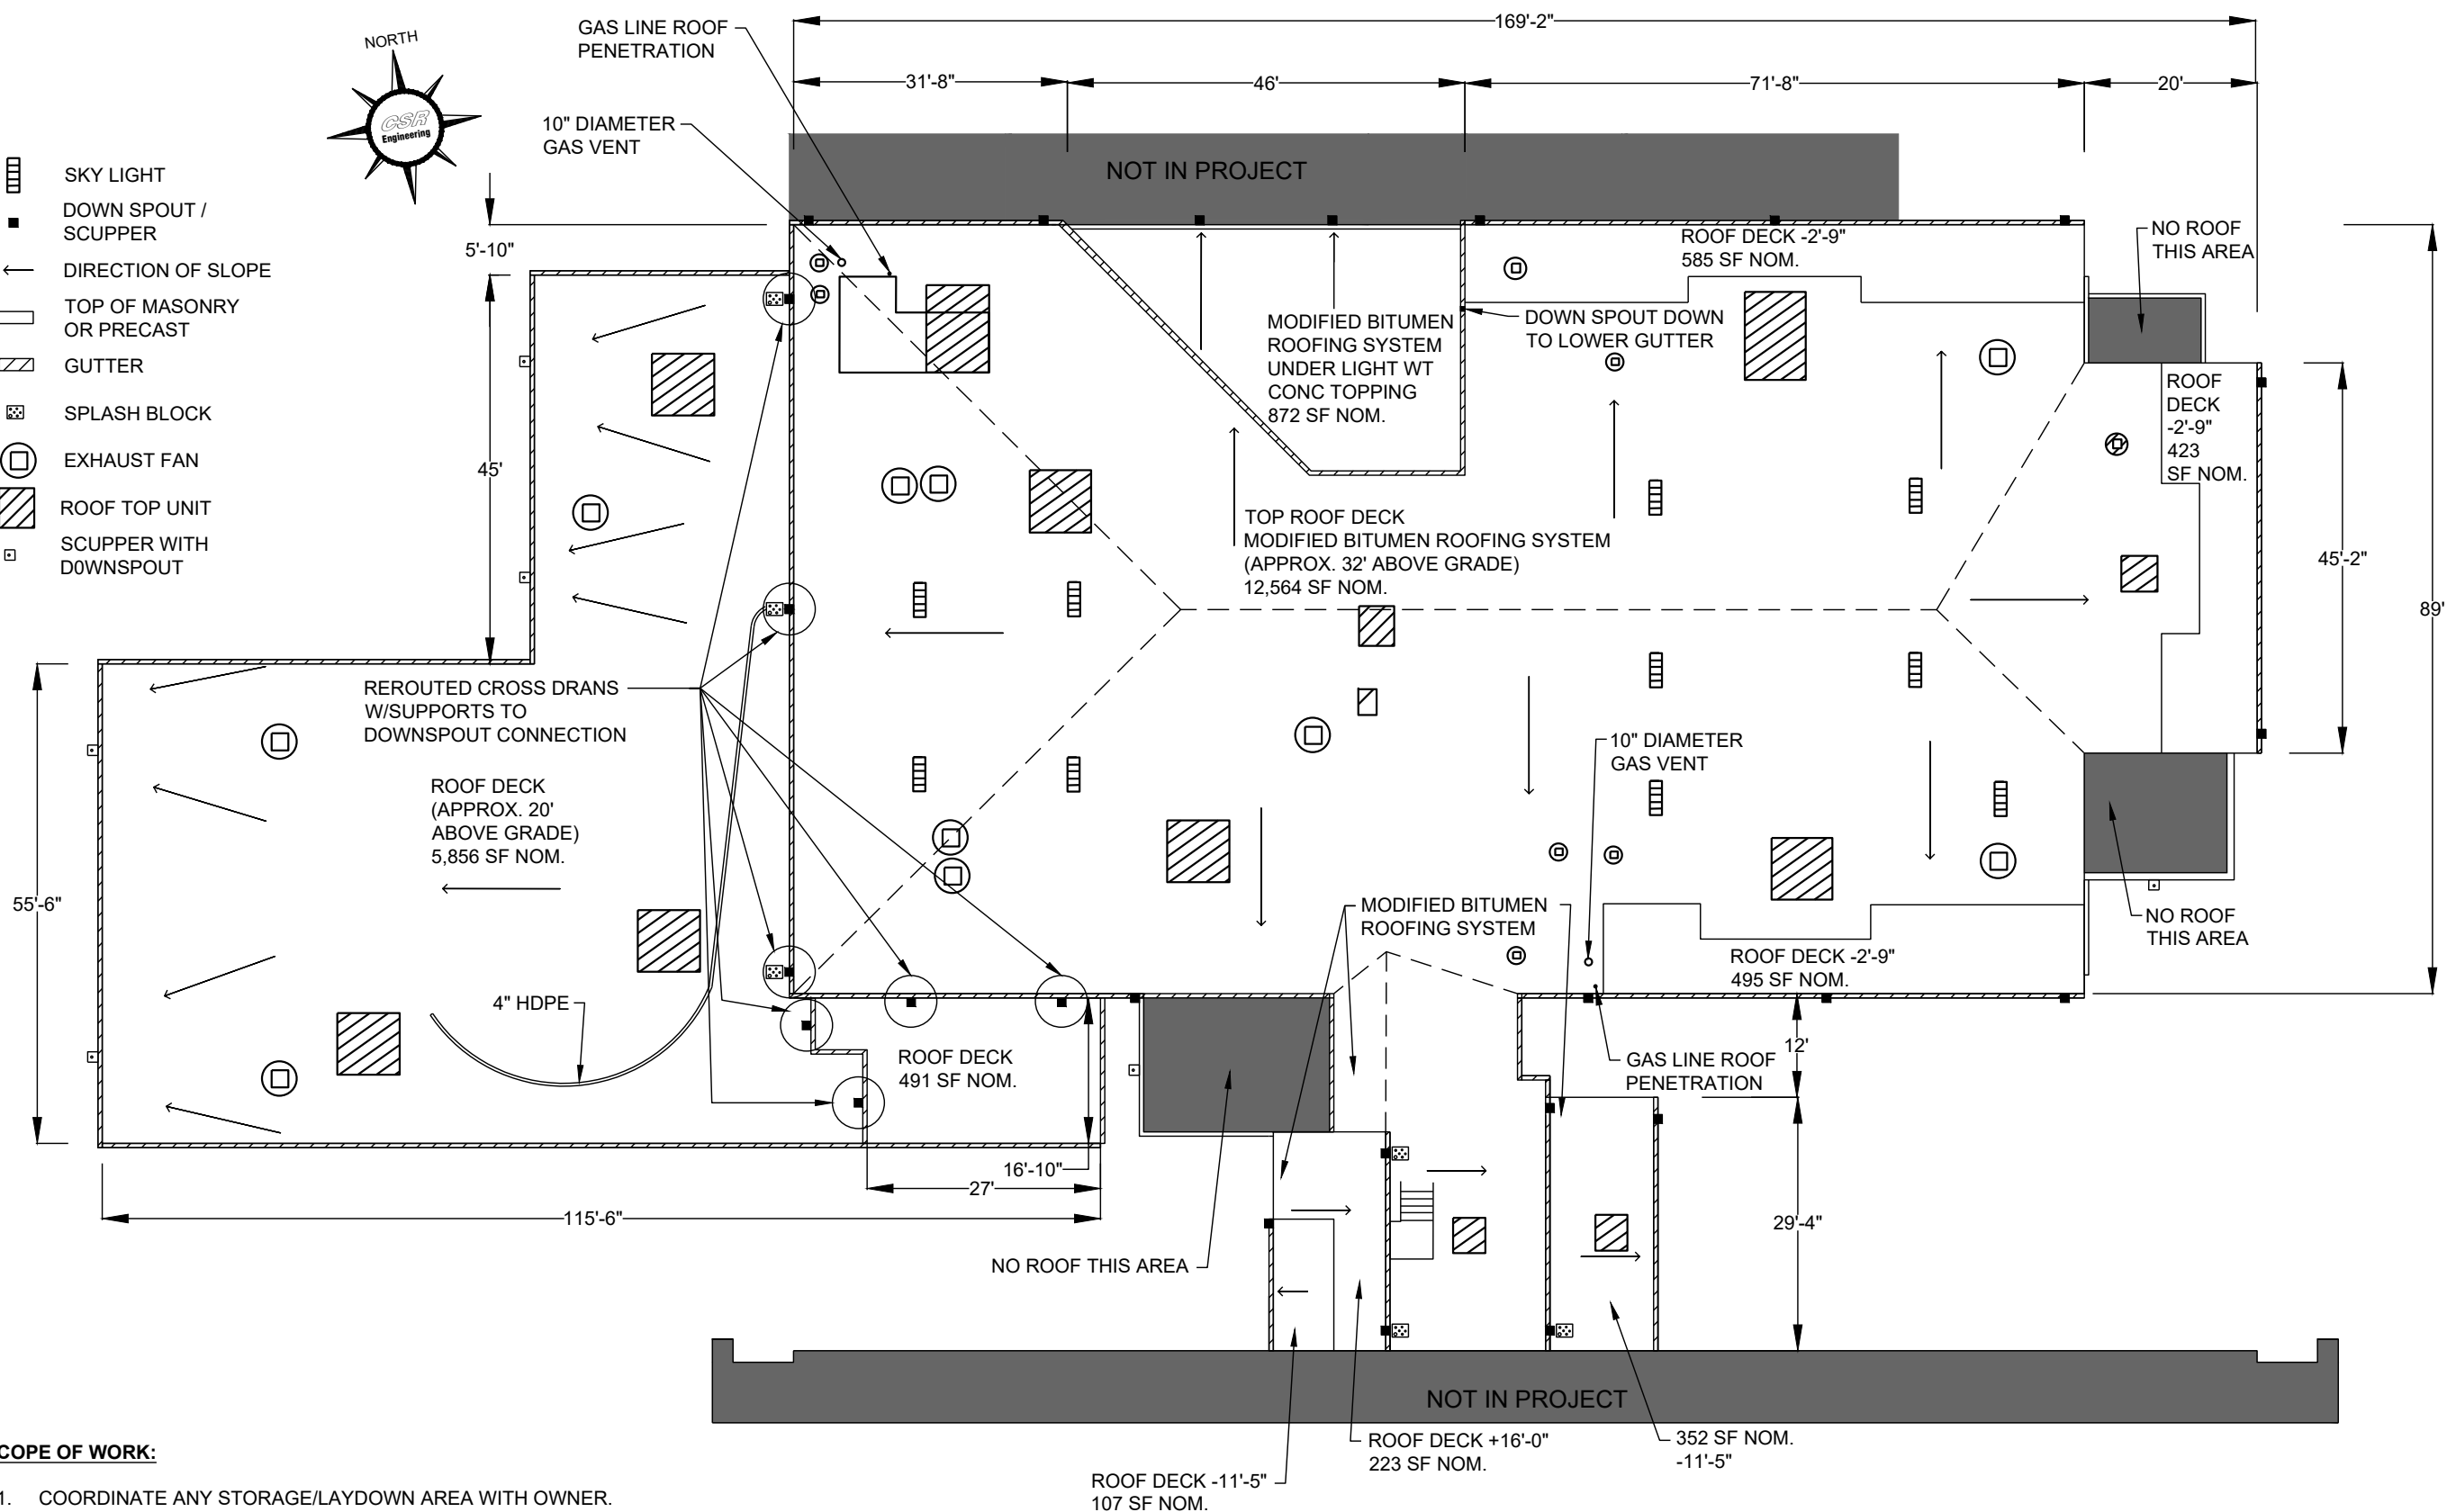 169'-2"
GAS LINE ROOF
PENETRATION
NORTH
CSR
Engineering
31'-8"
46'
71'-8"
20'
10" DIAMETER
GAS VENT
NOT IN PROJECT
SKY LIGHT
DOWN SPOUT /
SCUPPER
DIRECTION OF SLOPE
TOP OF MASONRY
OR PRECAST
GUTTER
SPLASH BLOCK
EXHAUST FAN
ROOF TOP UNIT
SCUPPER WITH
D0WNSPOUT
5'-10"
45'
ROOF DECK -2'-9"
585 SF NOM.
NO ROOF
THIS AREA
MODIFIED BITUMEN
ROOFING SYSTEM
UNDER LIGHT WT
CONC TOPPING
872 SF NOM.
DOWN SPOUT DOWN
TO LOWER GUTTER
ROOF
DECK
-2'-9"
423
SF NOM.
TOP ROOF DECK
MODIFIED BITUMEN ROOFING SYSTEM
(APPROX. 32' ABOVE GRADE)
12,564 SF NOM.
45'-2"
89'
REROUTED CROSS DRANS
W/SUPPORTS TO
DOWNSPOUT CONNECTION
ROOF DECK
(APPROX. 20'
ABOVE GRADE)
5,856 SF NOM.
10" DIAMETER
GAS VENT
55'-6"
MODIFIED BITUMEN
ROOFING SYSTEM
NO ROOF
THIS AREA
ROOF DECK -2'-9"
495 SF NOM.
4" HDPE
ROOF DECK
491 SF NOM.
12'
GAS LINE ROOF
PENETRATION
16'-10"
27'
115'-6"
29'-4"
NO ROOF THIS AREA
NOT IN PROJECT
ROOF DECK +16'-0"
223 SF NOM.
352 SF NOM.
-11'-5"
ROOF DECK -11'-5"
107 SF NOM.
COPE OF WORK:
1. COORDINATE ANY STORAGE/LAYDOWN AREA WITH OWNER.